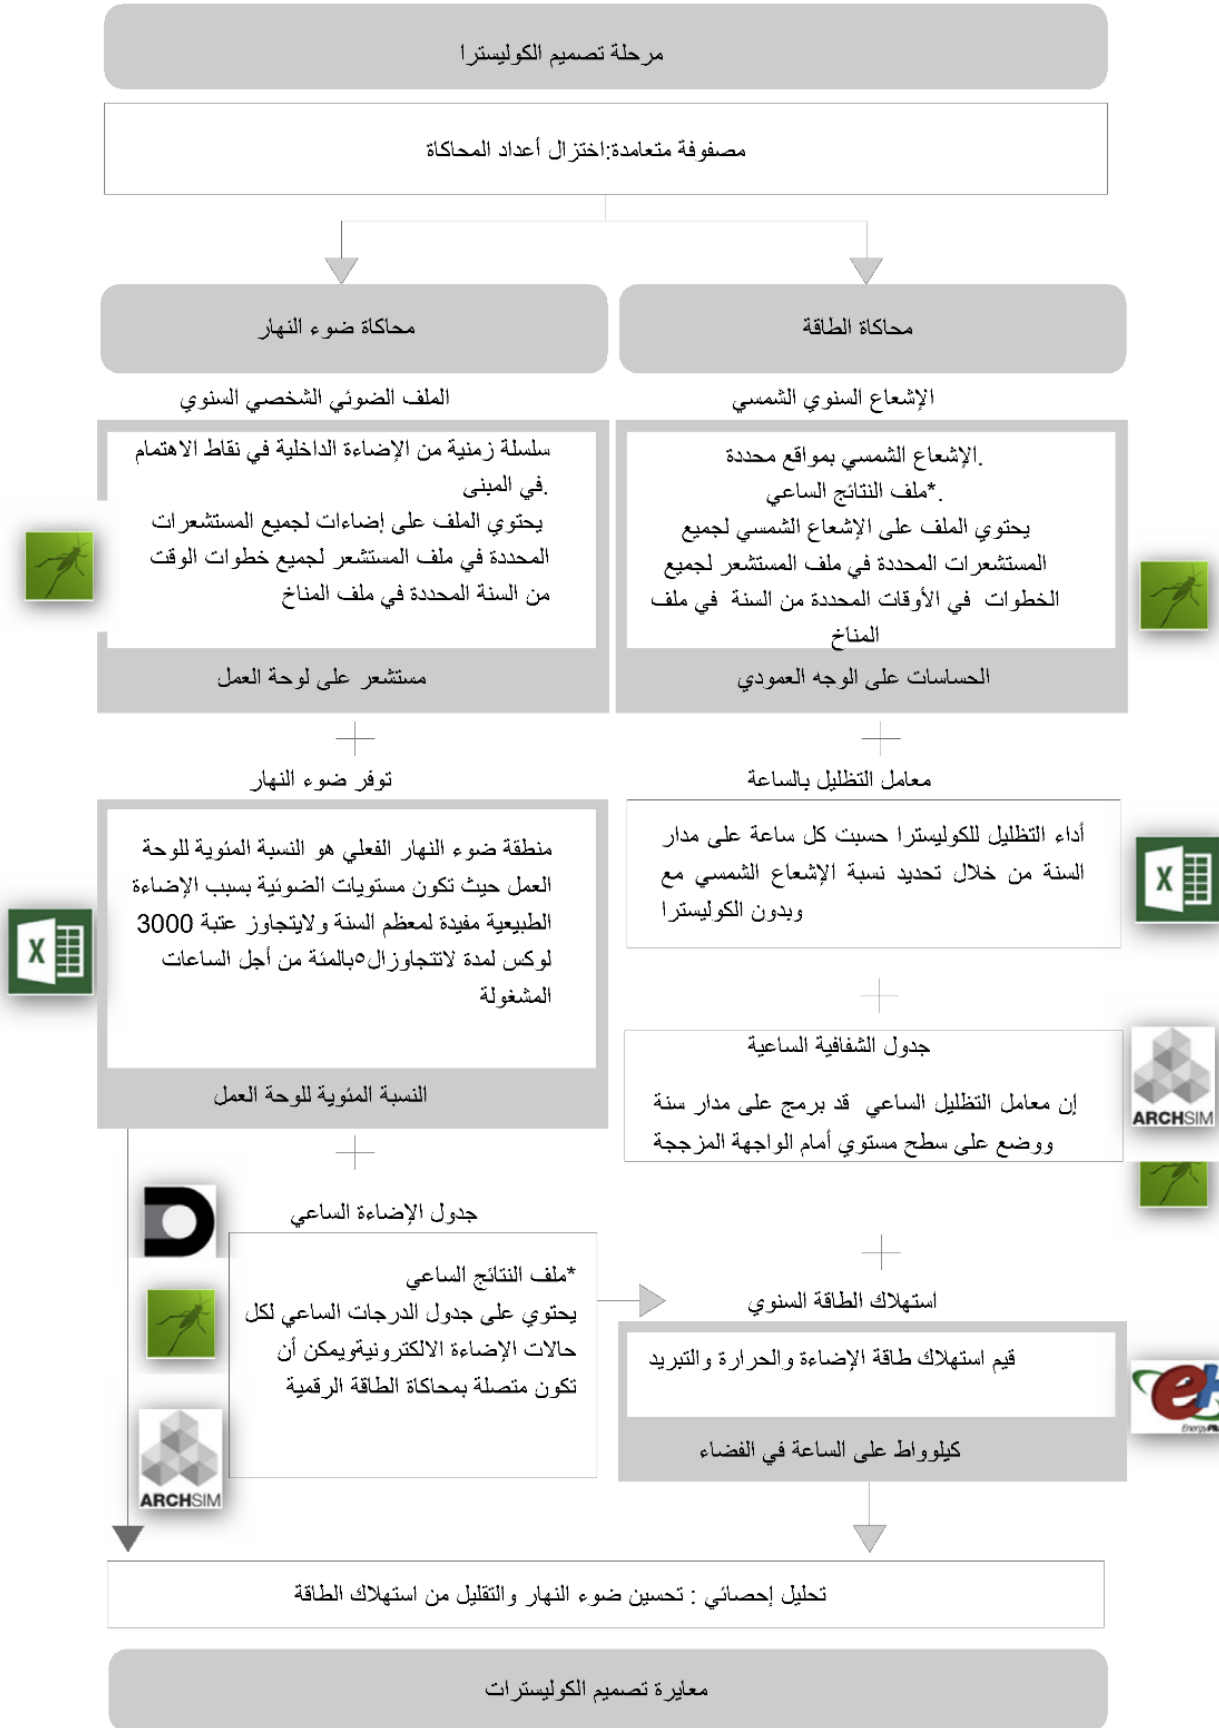 مرحلة تصميم الكوليسترا
مصفوفة متعامدة:اختزال أعداد المحاكاة
محاكاة الطاقة
الإشعاع السنوي الشمسي
الإشعاع الشمسي بمواقع محددة.
*ملف النتائج الساعي.
يحتوي الملف على الإشعاع الشمسي لجميع
المستشعرات المحددة في ملف المستشعر لجميع
الخطوات في الأوقات المحددة من السنة في ملف
المناخ
الحساسات على الوجه العمودي
معامل التظليل بالساعة
أداء التظليل للكوليسترا حسبت كل ساعة على مدار
السنة من خلال تحديد نسبة الإشعاع الشمسي مع
وبدون الكوليسترا
جدول الشفافية الساعية
إن معامل التظليل الساعي قد برمج على مدار سنة
ووضع على سطح مستوي أمام الواجهة المزججة
ARCHSIM
استهلاك الطاقة السنوي
قيم استهلاك طاقة الإضاءة والحرارة والتبريد
كيلوواط على الساعة في الفضاء
محاكاة ضوء النهار
الملف الضوئي الشخصي السنوي
سلسلة زمنية من الإضاءة الداخلية في نقاط الاهتمام
في المبنى.
يحتوي الملف على إضاءات لجميع المستشعرات
المحددة في ملف المستشعر لجميع خطوات الوقت
من السنة المحددة في ملف المناخ
مستشعر على لوحة العمل
توفر ضوء النهار
منطقة ضوء النهار الفعلي هو النسبة المئوية للوحة
العمل حيث تكون مستويات الضوئية بسبب الإضاءة
الطبيعية مفيدة لمعظم السنة ولايتجاوز عتبة 3000
لوكس لمدة لاتتجاوزال٥بالمئة من أجل الساعات
المشغولة
النسبة المئوية للوحة العمل
جدول الإضاءة الساعي
*ملف النتائج الساعي
يحتوي على جدول الدرجات الساعي لكل
حالات الإضاءة الالكترونيةويمكن أن
تكون متصلة بمحاكاة الطاقة الرقمية
ARCHSIM
تحليل إحصائي : تحسين ضوء النهار والتقليل من استهلاك الطاقة
معايرة تصميم الكوليسترات